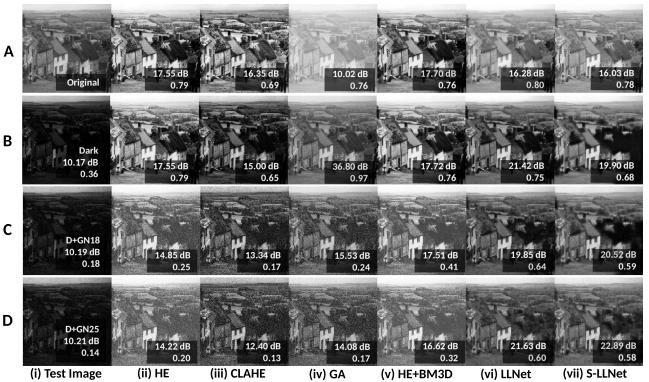 A
Original
17.55 dB
0.79
16.35 dB
0.69
10.02 dB
0.76
17.70 dB
0.76
16.28 dB
0.80
16.03 dB
0.78
B
Dark
10.17 dB
0.36
17.55 dB
0.79
15.00 dB
0.65
36.80 dB
0.97
17.72 dB
0.76
21.42 dB
0.75
19.90 dB
0.68
C
D+GN18
10.19 dB
0.18
14.85 dB
0.25
13.34 dB
0.17
15.53 dB
0.24
17.51 dB
0.41
19.85 dB
0.64
20.52 dB
0.59
D
D+GN25
10.21 dB
0.14
14.22 dB
0.20
12.40 dB
0.13
14.08 dB
0.17
16.62 dB
0.32
21.63 dB
0.60
22.89 dB
0.58
(i) Test Image (ii) HE (iii) CLAHE (iv) GA (v) HE+BM3D (vi) LLNet (vii) S-LLNet